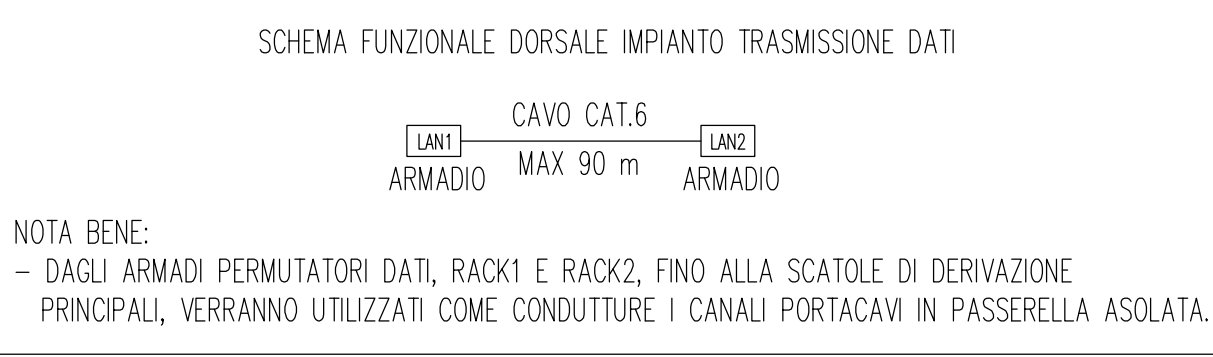 SCHEMA FUNZIONALE DORSALE IMPIANTO TRASMISSIONE DATI
CAVO CAT.6
LAN1 LAN2
MAX 90 m
ARMADIO ARMADIO
NOTA BENE:
– DAGLI ARMADI PERMUTATORI DATI, RACK1 E RACK2, FINO ALLA SCATOLE DI DERIVAZIONE
PRINCIPALI, VERRANNO UTILIZZATI COME CONDUTTURE I CANALI PORTACAVI IN PASSERELLA ASOLATA.